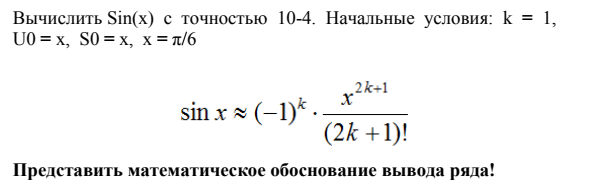 Вычислить Sin(x) с точностью 10-4. Начальные условия: k = 1,
U0 = x, S0 = x, x = π/6
sin x ≈ (−1)^k · x^(2k+1) / (2k +1)!
Представить математическое обоснование вывода ряда!